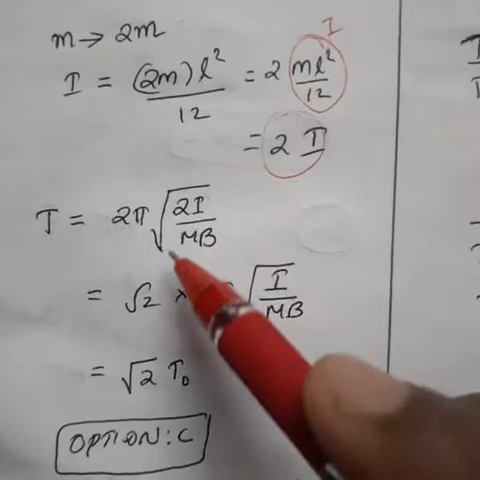 m → 2m
I
I = (2m)l²/12 = 2 ml²/12
= 2 I
T = 2π √(2I/MB)
= √2 × √(I/MB)
= √2 T₀
OPTION: C